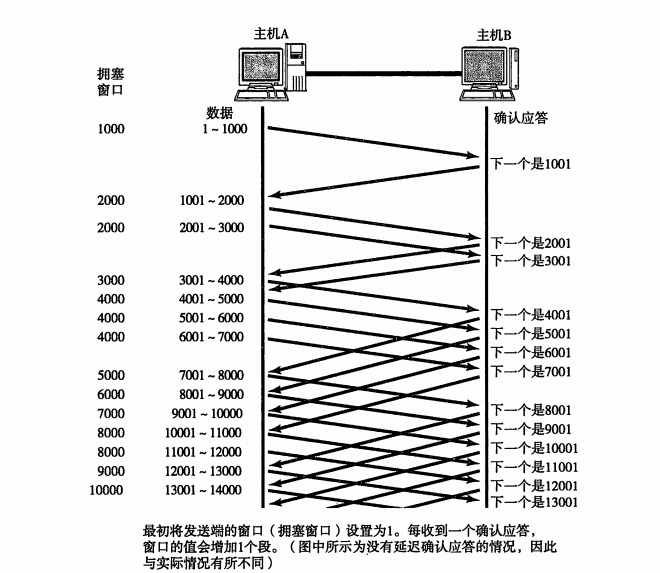 主机A 主机B
拥塞
窗口
数据 确认应答
1000 1~1000
下一个是1001
2000 1001~2000
2000 2001~3000
下一个是2001
下一个是3001
3000 3001~4000
4000 4001~5000
下一个是4001
4000 5001~6000
下一个是5001
4000 6001~7000
下一个是6001
下一个是7001
5000 7001~8000
6000 8001~9000
下一个是8001
7000 9001~10000
下一个是9001
8000 10001~11000
下一个是10001
8000 11001~12000
下一个是11001
9000 12001~13000
下一个是12001
10000 13001~14000
下一个是13001
最初将发送端的窗口（拥塞窗口）设置为1。每收到一个确认应答，
窗口的值会增加1个段。（图中所示为没有延迟确认应答的情况，因此
与实际情况有所不同）